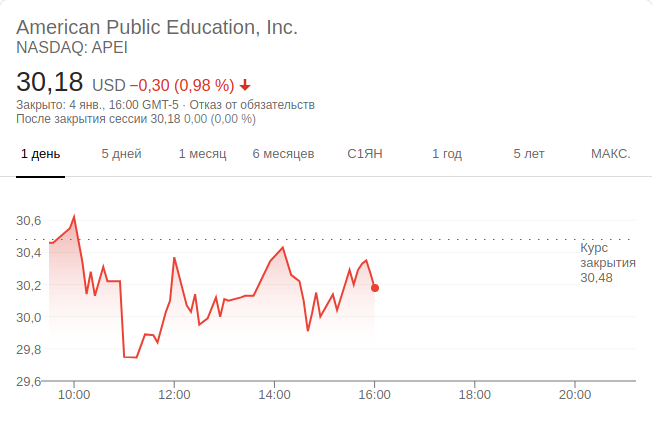 American Public Education, Inc.
NASDAQ: APEI
30,18 USD −0,30 (0,98 %)
Закрыто: 4 янв., 16:00 GMT-5 · Отказ от обязательств
После закрытия сессии 30,18 0,00 (0,00 %)
1 день 5 дней 1 месяц 6 месяцев С1ЯН 1 год 5 лет МАКС.
30,6
30,4
30,2
30,0
29,8
29,6
Курс
закрытия
30,48
10:00 12:00 14:00 16:00 18:00 20:00